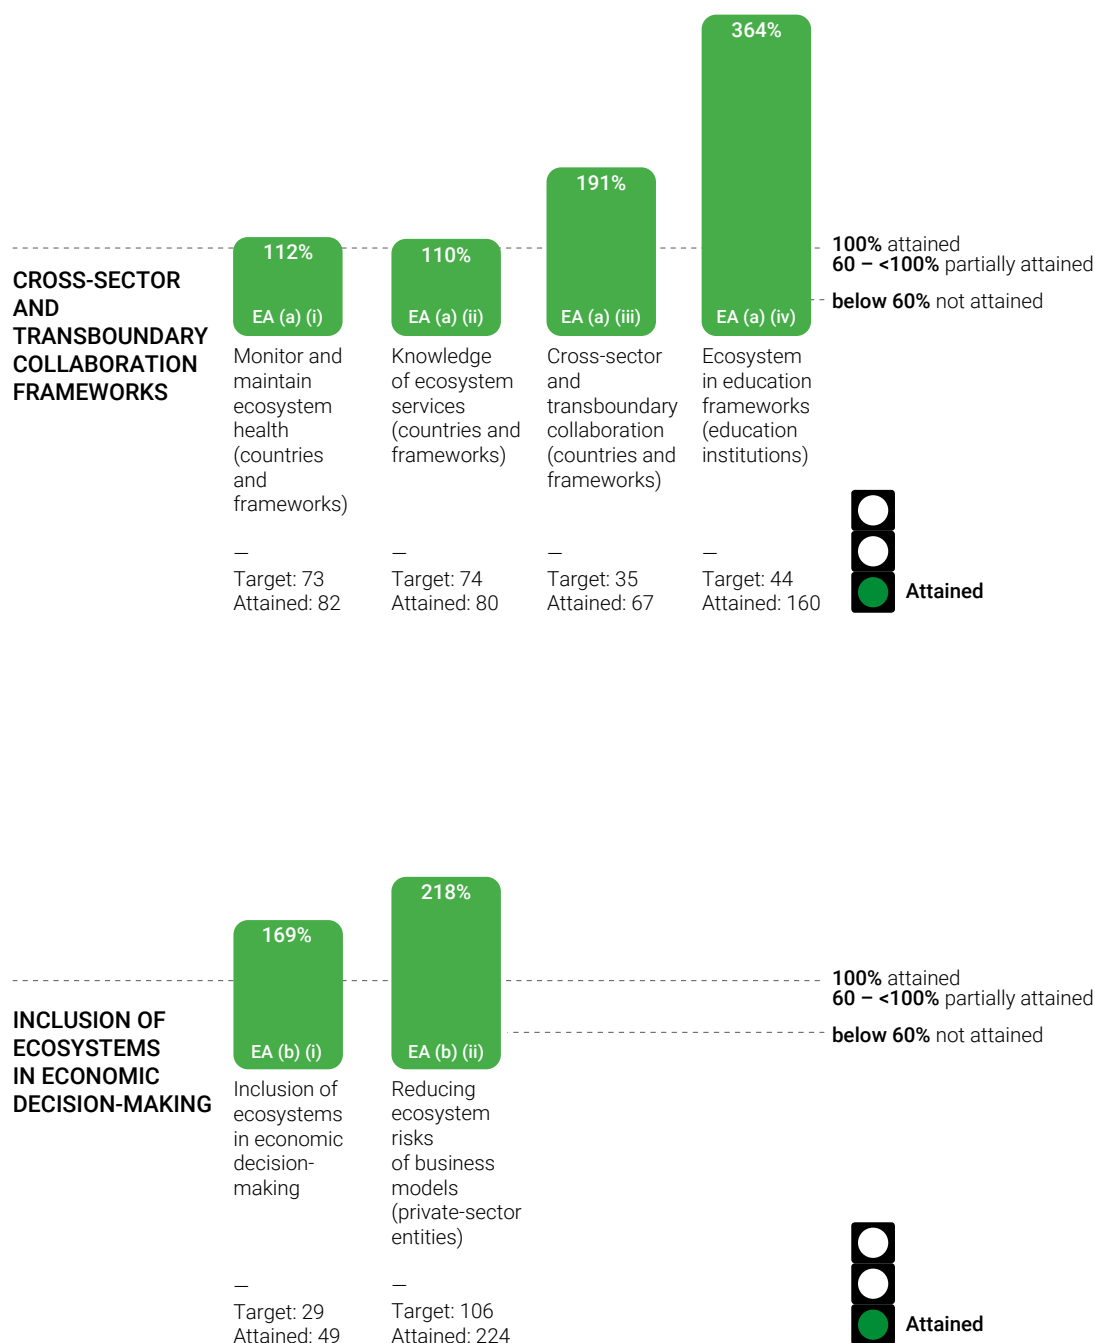 364%
191%
112%
110%
100% attained
60 – <100% partially attained
below 60% not attained
CROSS-SECTOR
AND
TRANSBOUNDARY
COLLABORATION
FRAMEWORKS
EA (a) (i)
EA (a) (ii)
EA (a) (iii)
EA (a) (iv)
Monitor and
maintain
ecosystem
health
(countries
and
frameworks)
—
Target: 73
Attained: 82
Knowledge
of ecosystem
services
(countries and
frameworks)
—
Target: 74
Attained: 80
Cross-sector
and
transboundary
collaboration
(countries and
frameworks)
—
Target: 35
Attained: 67
Ecosystem
in education
frameworks
(education
institutions)
—
Target: 44
Attained: 160
Attained
218%
169%
100% attained
60 – <100% partially attained
below 60% not attained
INCLUSION OF
ECOSYSTEMS
IN ECONOMIC
DECISION-MAKING
EA (b) (i)
EA (b) (ii)
Inclusion of
ecosystems
in economic
decision-
making
—
Target: 29
Attained: 49
Reducing
ecosystem
risks
of business
models
(private-sector
entities)
—
Target: 106
Attained: 224
Attained